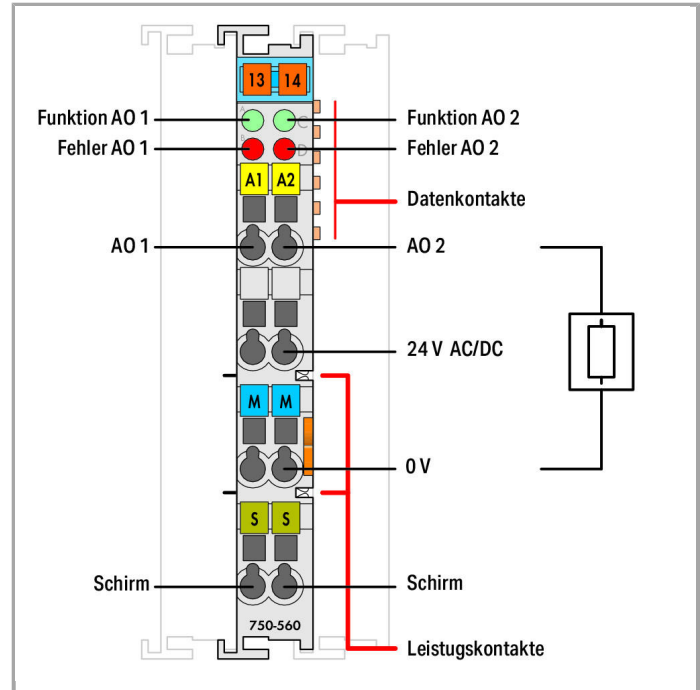 13 14
A C
Funktion AO 1
Funktion AO 2
B D
Fehler AO 1
Fehler AO 2
A1 A2
Datenkontakte
AO 1
AO 2
24 V AC/DC
M M
0 V
S S
Schirm
Schirm
750-560
Leistugskontakte